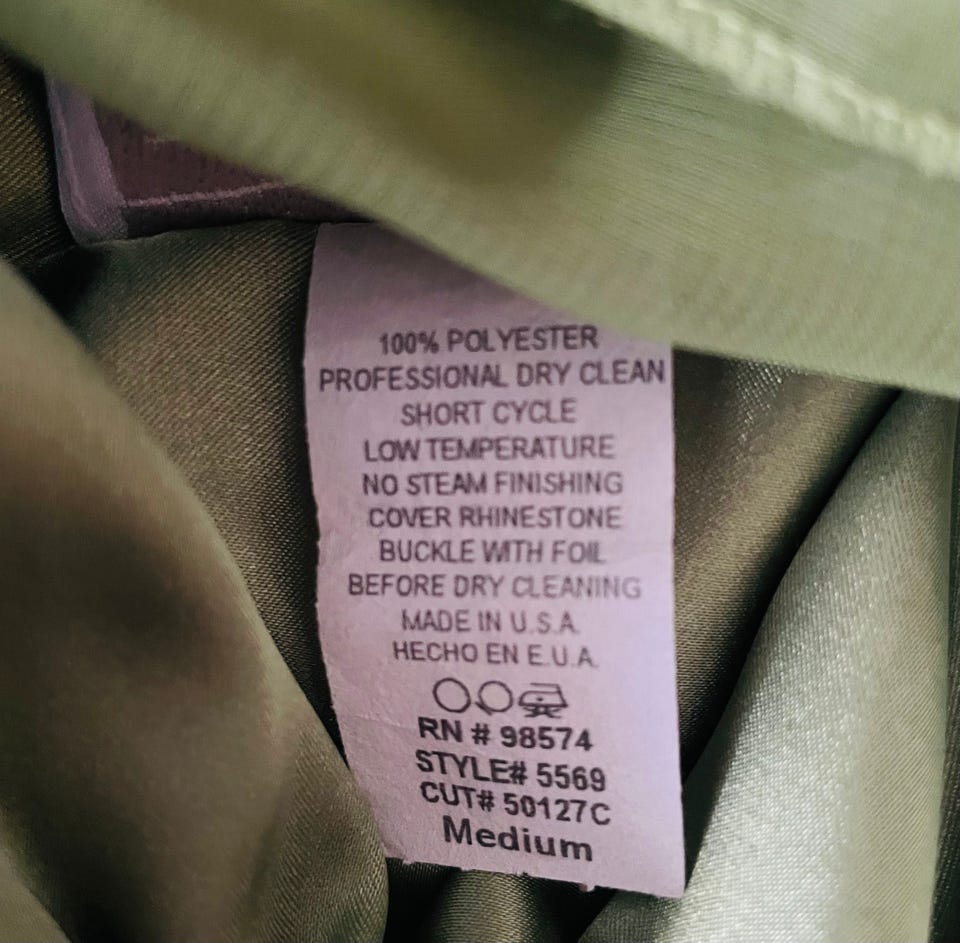 100% POLYESTER
PROFESSIONAL DRY CLEAN
SHORT CYCLE
LOW TEMPERATURE
NO STEAM FINISHING
COVER RHINESTONE
BUCKLE WITH FOIL
BEFORE DRY CLEANING
MADE IN U.S.A.
HECHO EN E.U.A.
RN # 98574
STYLE# 5569
CUT# 50127C
Medium